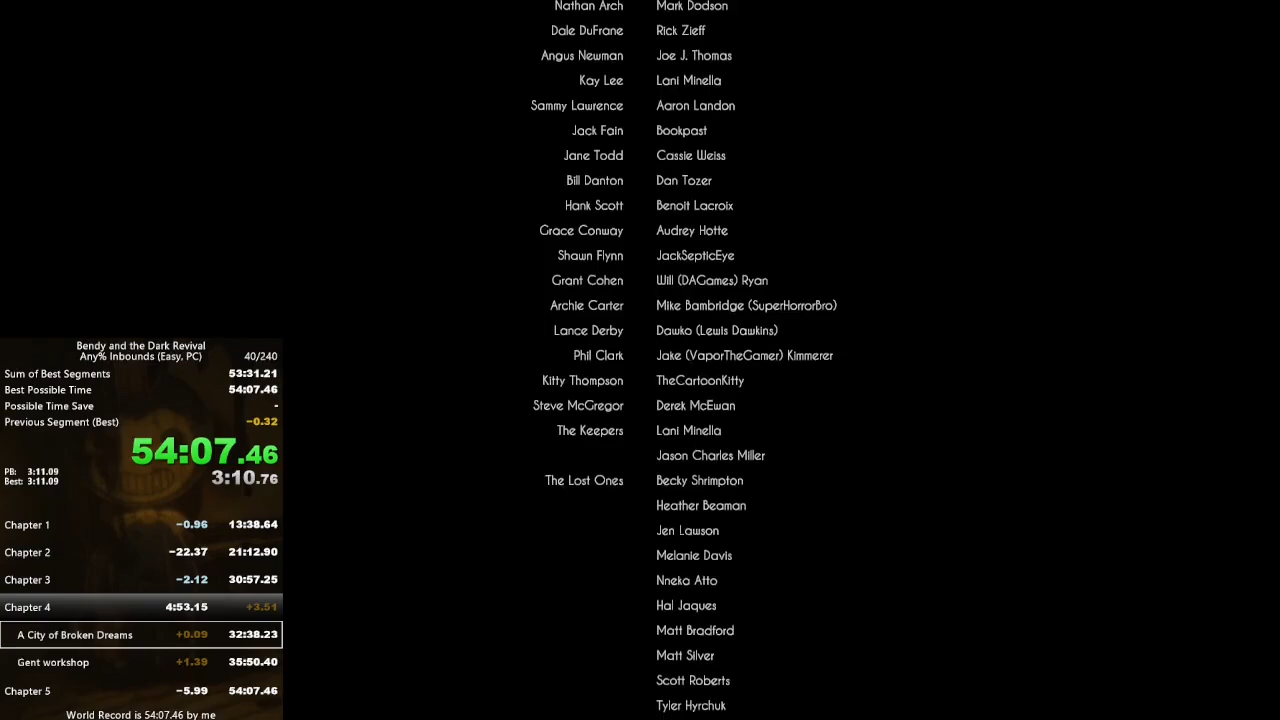 Nathan Arch Mark Dodson
Dale DuFrane Rick Zieff
Angus Newman Joe J. Thomas
Kay Lee Lani Minella
Sammy Lawrence Aaron Landon
Jack Fain Bookpast
Jane Todd Cassie Weiss
Bill Danton Dan Tozer
Hank Scott Benoit Lacroix
Grace Conway Audrey Hotte
Shawn Flynn JackSepticEye
Grant Cohen Will (DAGames) Ryan
Archie Carter Mike Bambridge (SuperHorrorBro)
Lance Derby Dawko (Lewis Dawkins)
Phil Clark Jake (VaporTheGamer) Kimmerer
Kitty Thompson TheCartoonKitty
Steve McGregor Derek McEwan
The Keepers Lani Minella
Jason Charles Miller
The Lost Ones Becky Shrimpton
Heather Beaman
Jen Lawson
Melanie Davis
Nneka Atto
Hal Jaques
Matt Bradford
Matt Silver
Scott Roberts
Tyler Hyrchuk
Bendy and the Dark Revival
Any% Inbounds (Easy, PC) 40/240
Sum of Best Segments 53:31.21
Best Possible Time 54:07.46
Possible Time Save -
Previous Segment (Best) −0.32
54:07.46
PB: 3:11.09
Best: 3:11.09
3:10.76
Chapter 1 −0.96 13:38.64
Chapter 2 −22.37 21:12.90
Chapter 3 −2.12 30:57.25
Chapter 4 4:53.15 +3.51
A City of Broken Dreams +0.09 32:38.23
Gent workshop +1.39 35:50.40
Chapter 5 −5.99 54:07.46
World Record is 54:07.46 by me